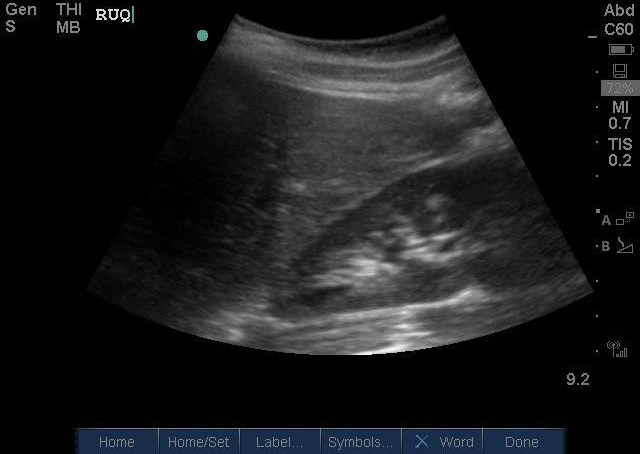 Gen
S
THI
MB
RUQ
Abd
C60
72%
MI
0.7
TIS
0.2
A
B
9.2
Home
Home/Set
Label...
Symbols...
X Word
Done